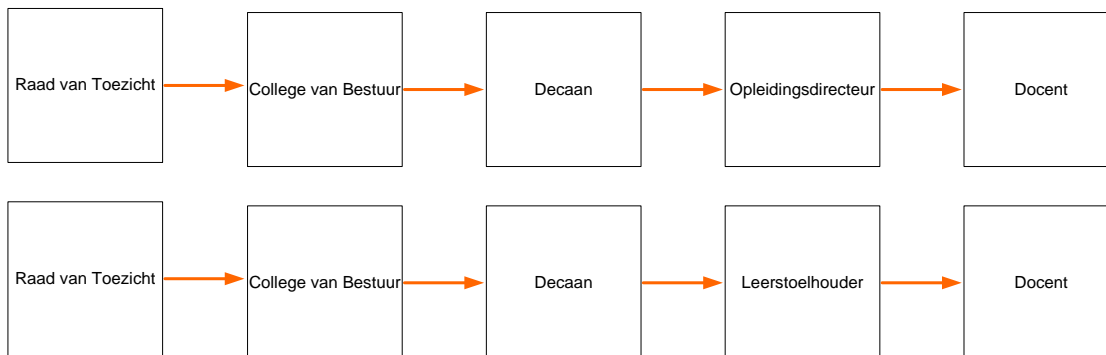 Raad van Toezicht
College van Bestuur
Decaan
Opleidingsdirecteur
Docent
Raad van Toezicht
College van Bestuur
Decaan
Leerstoelhouder
Docent